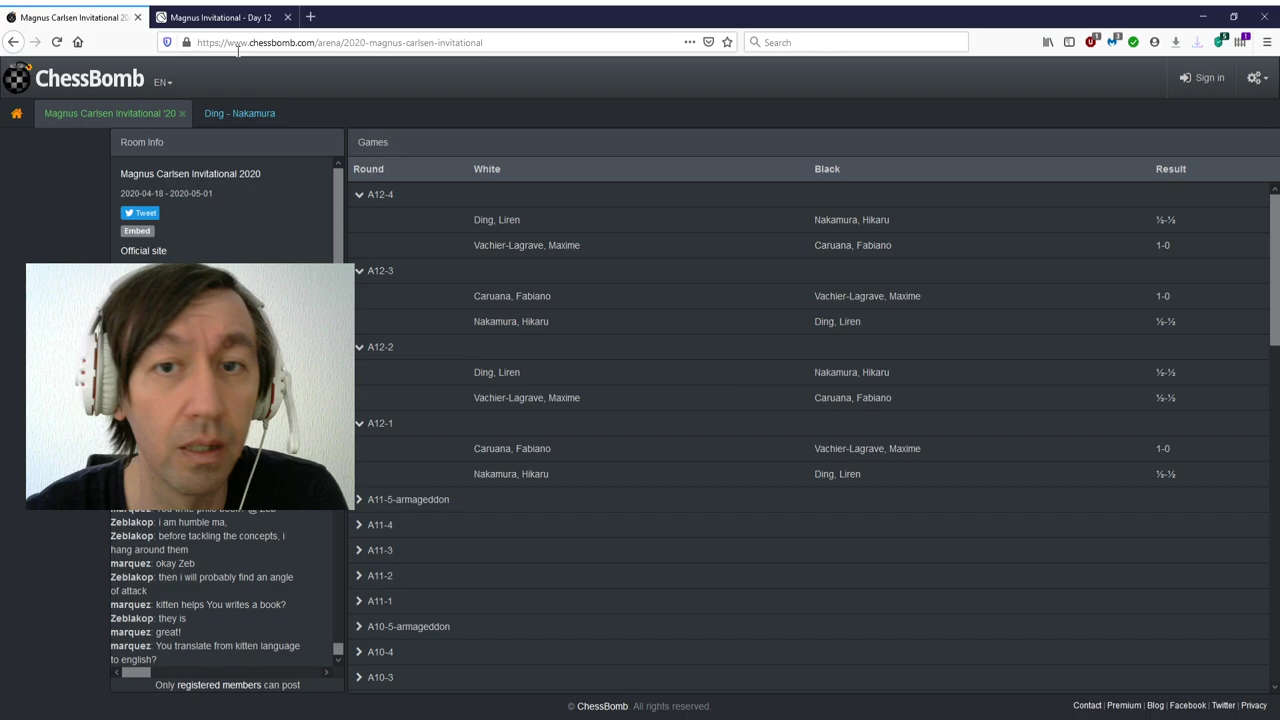 Magnus Carlsen Invitational 202
Magnus Invitational - Day 12
https://www.chessbomb.com/arena/2020-magnus-carlsen-invitational
Search
1
3
5
1
ChessBomb
EN
Sign in
Magnus Carlsen Invitational '20
Ding - Nakamura
Room Info
Games
Magnus Carlsen Invitational 2020
2020-04-18 - 2020-05-01
Tweet
Embed
Official site
Round White Black Result
A12-4
Ding, Liren Nakamura, Hikaru ½-½
Vachier-Lagrave, Maxime Caruana, Fabiano 1-0
A12-3
Caruana, Fabiano Vachier-Lagrave, Maxime 1-0
Nakamura, Hikaru Ding, Liren ½-½
A12-2
Ding, Liren Nakamura, Hikaru ½-½
Vachier-Lagrave, Maxime Caruana, Fabiano ½-½
A12-1
Caruana, Fabiano Vachier-Lagrave, Maxime 1-0
Nakamura, Hikaru Ding, Liren ½-½
A11-5-armageddon
A11-4
A11-3
A11-2
A11-1
A10-5-armageddon
A10-4
A10-3
Zeblakop: i am humble ma,
Zeblakop: before tackling the concepts, i
hang around them
marquez: okay Zeb
Zeblakop: then i will probably find an angle
of attack
marquez: kitten helps You writes a book?
Zeblakop: they is
marquez: great!
marquez: You translate from kitten language
to english?
Only registered members can post
© ChessBomb. All rights reserved.
Contact | Premium | Blog | Facebook | Twitter | Privacy